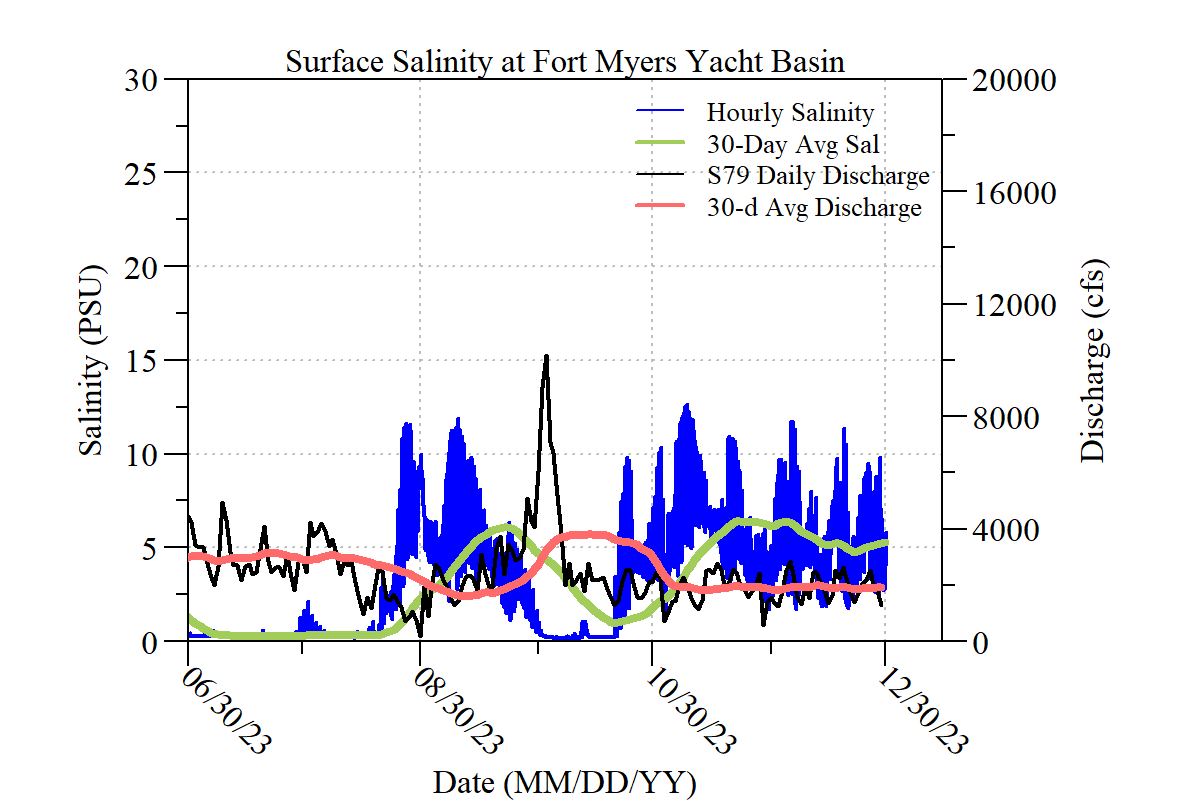 Surface Salinity at Fort Myers Yacht Basin
30
25
20
15
10
5
0
Salinity (PSU)
Hourly Salinity
30-Day Avg Sal
S79 Daily Discharge
30-d Avg Discharge
20000
16000
12000
8000
4000
0
Discharge (cfs)
06/30/23
08/30/23
10/30/23
12/30/23
Date (MM/DD/YY)